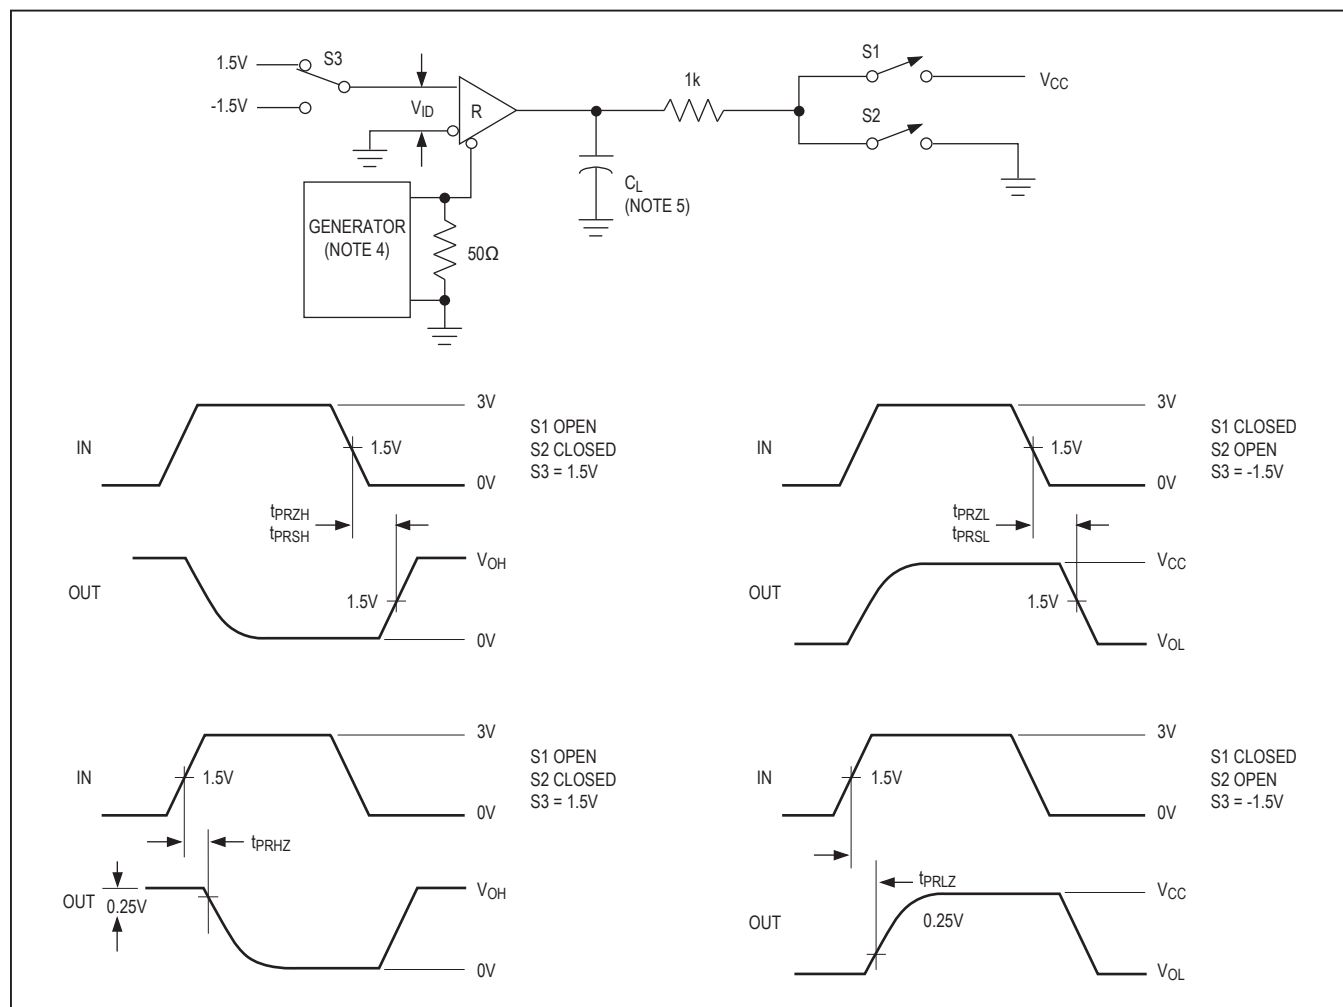 1.5V
S3
-1.5V
VID
R
GENERATOR
(NOTE 4)
50Ω
CL
(NOTE 5)
1k
S1
VCC
S2
IN
3V
1.5V
0V
S1 OPEN
S2 CLOSED
S3 = 1.5V
tPRZH
tPRSH
OUT
VOH
1.5V
0V
IN
3V
1.5V
0V
S1 CLOSED
S2 OPEN
S3 = -1.5V
tPRZL
tPRSL
OUT
VCC
1.5V
VOL
IN
3V
1.5V
0V
S1 OPEN
S2 CLOSED
S3 = 1.5V
tPRHZ
OUT
0.25V
VOH
0V
IN
3V
1.5V
0V
S1 CLOSED
S2 OPEN
S3 = -1.5V
tPRLZ
OUT
VCC
0.25V
VOL